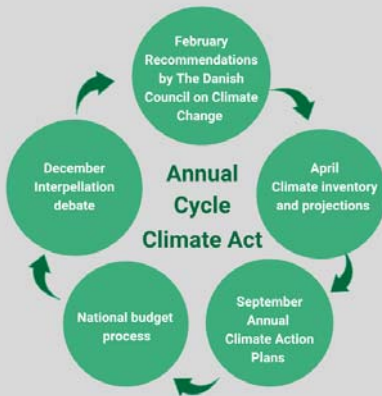 February
Recommendations
by The Danish
Council on Climate
Change
April
Climate inventory
and projections
September
Annual
Climate Action
Plans
National budget
process
December
Interpellation
debate
Annual
Cycle
Climate Act